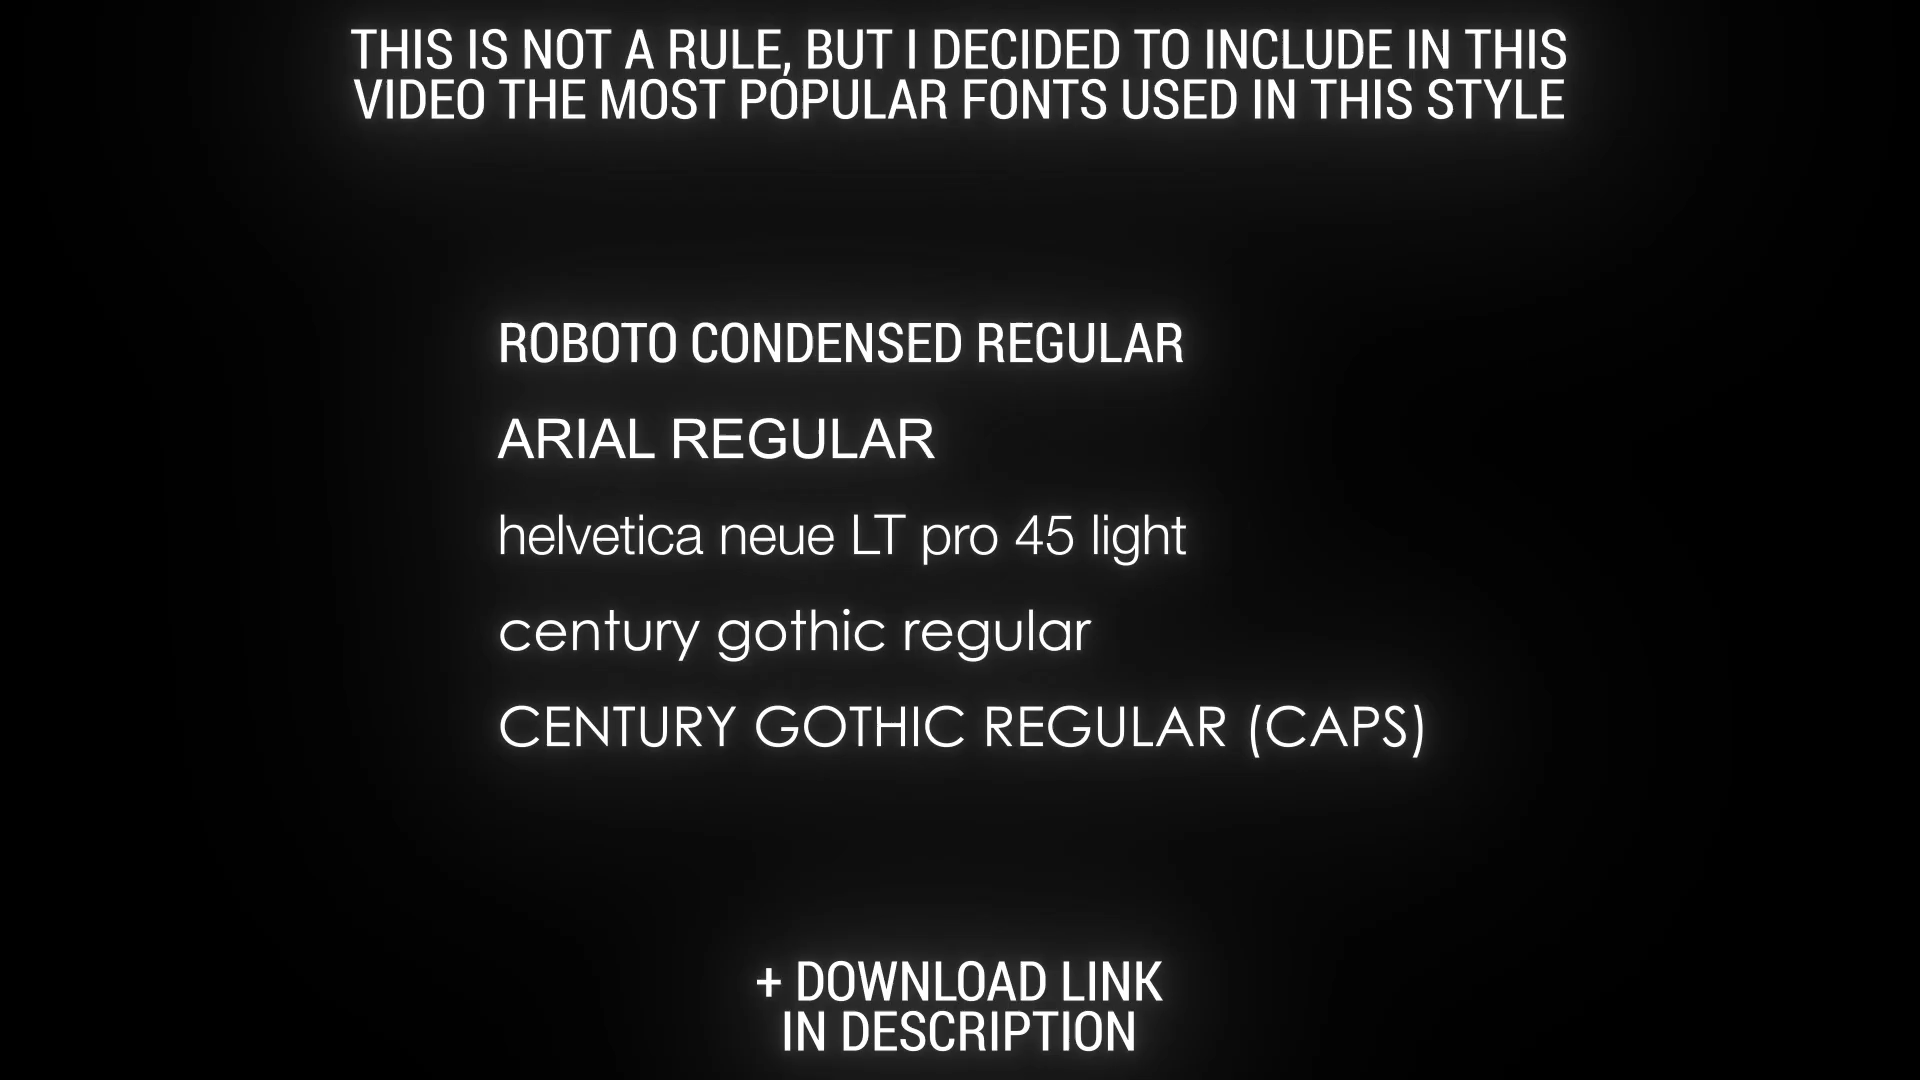 THIS IS NOT A RULE, BUT I DECIDED TO INCLUDE IN THIS
VIDEO THE MOST POPULAR FONTS USED IN THIS STYLE
ROBOTO CONDENSED REGULAR
ARIAL REGULAR
helvetica neue LT pro 45 light
century gothic regular
CENTURY GOTHIC REGULAR (CAPS)
+ DOWNLOAD LINK
IN DESCRIPTION